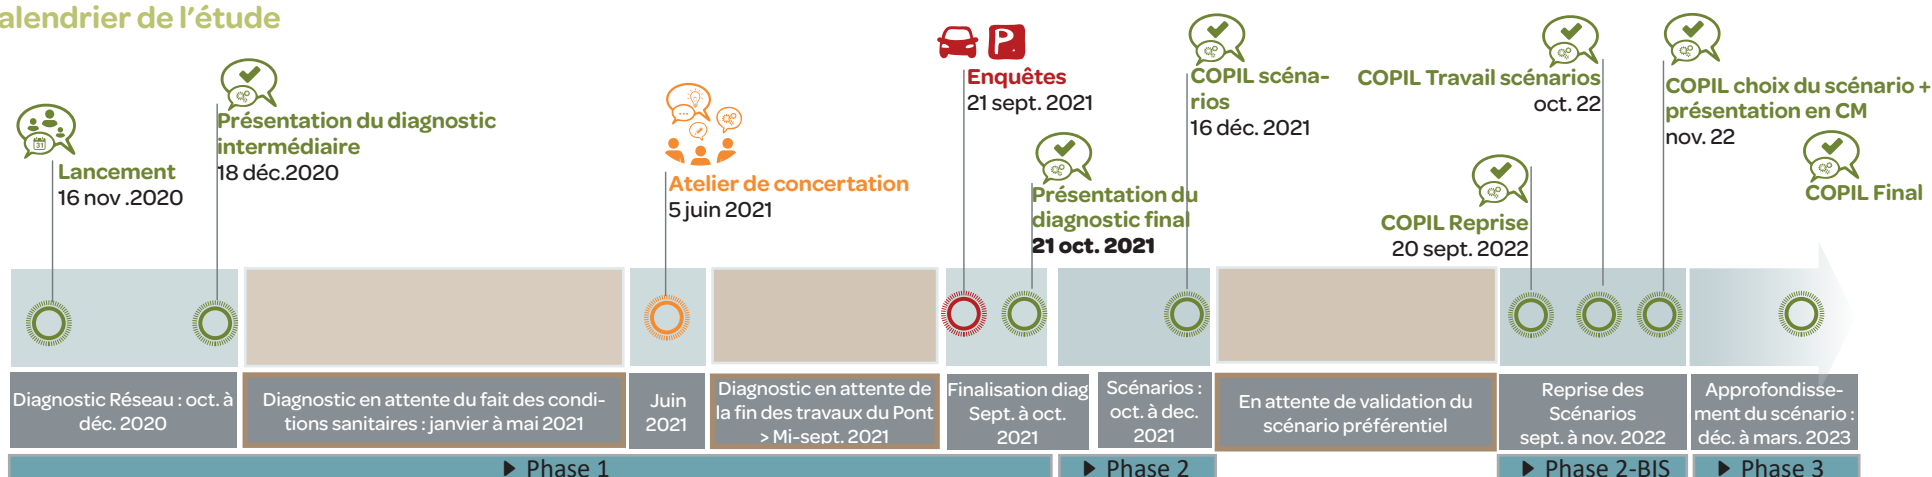 alendrier de l'étude
Lancement
16 nov .2020
Présentation du diagnostic
intermédiaire
18 déc.2020
Atelier de concertation
5 juin 2021
P
Enquêtes
21 sept. 2021
Présentation du
diagnostic final
21 oct. 2021
COPIL scéna-
rios
16 déc. 2021
COPIL Reprise
20 sept. 2022
COPIL Travail scénarios
oct. 22
COPIL choix du scénario +
présentation en CM
nov. 22
COPIL Final
31
Diagnostic Réseau : oct. à
déc. 2020
Diagnostic en attente du fait des condi-
tions sanitaires : janvier à mai 2021
Juin
2021
Diagnostic en attente de
la fin des travaux du Pont
> Mi-sept. 2021
Finalisation diag
Sept. à oct.
2021
Scénarios :
oct. à dec.
2021
En attente de validation du
scénario préférentiel
Reprise des
Scénarios
sept. à nov. 2022
Approfondisse-
ment du scénario :
déc. à mars. 2023
▶ Phase 1
▶ Phase 2
▶ Phase 2-BIS
▶ Phase 3